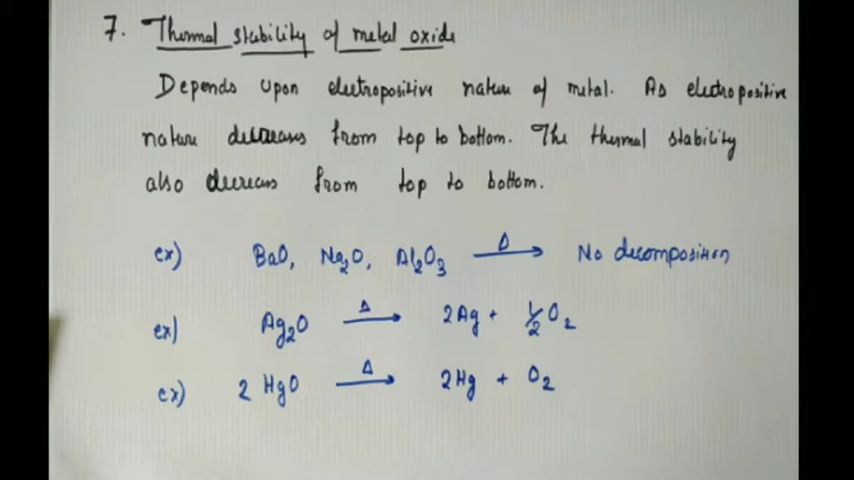 7. Thermal stability of metal oxide
Depends upon electropositive nature of metal. As electropositive
nature decreases from top to bottom. The thermal stability
also decreas from top to bottom.
ex) BaO, Na₂O, Al₂O₃ —Δ→ No decomposition
ex) Ag₂O —Δ→ 2Ag + ½O₂
ex) 2 HgO —Δ→ 2Hg + O₂